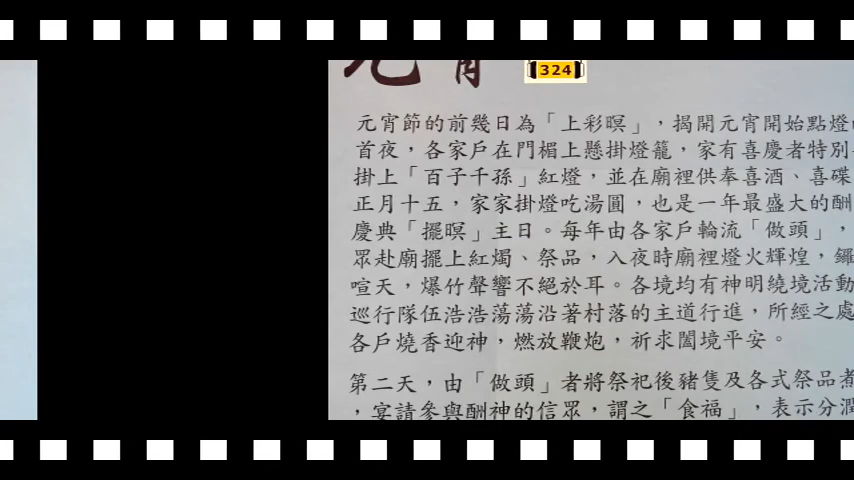 元宵
324
元宵節的前幾日為「上彩暝」，揭開元宵開始點燈
首夜，各家戶在門楣上懸掛燈籠，家有喜慶者特別
掛上「百子千孫」紅燈，並在廟裡供奉喜酒、喜碟
正月十五，家家掛燈吃湯圓，也是一年最盛大的酬
慶典「擺暝」主日。每年由各家戶輪流「做頭」，
眾赴廟擺上紅燭、祭品，入夜時廟裡燈火輝煌，鑼
喧天，爆竹聲響不絕於耳。各境均有神明繞境活動
巡行隊伍浩浩蕩蕩沿著村落的主道行進，所經之處
各戶燒香迎神，燃放鞭炮，祈求闔境平安。
第二天，由「做頭」者將祭祀後豬隻及各式祭品煮
，宴請參與酬神的信眾，謂之「食福」，表示分潤